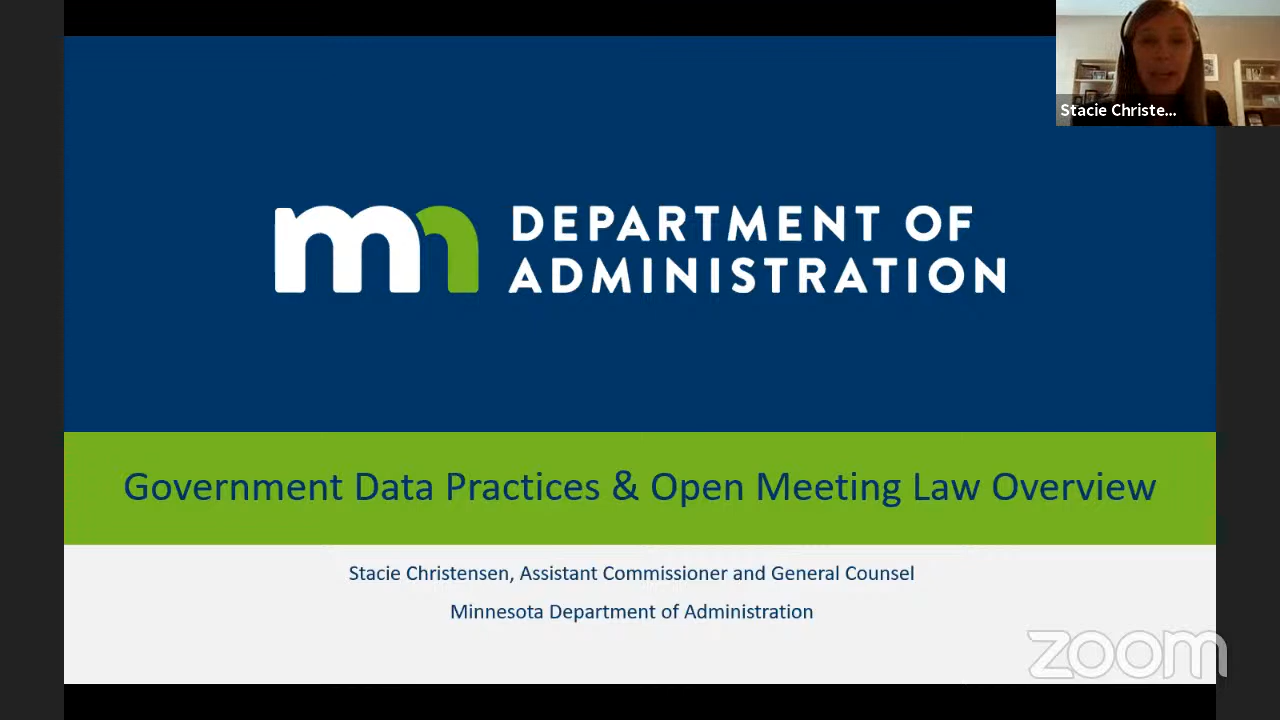 Stacie Christe...
mn
DEPARTMENT OF
ADMINISTRATION
Government Data Practices & Open Meeting Law Overview
Stacie Christensen, Assistant Commissioner and General Counsel
Minnesota Department of Administration
zoom